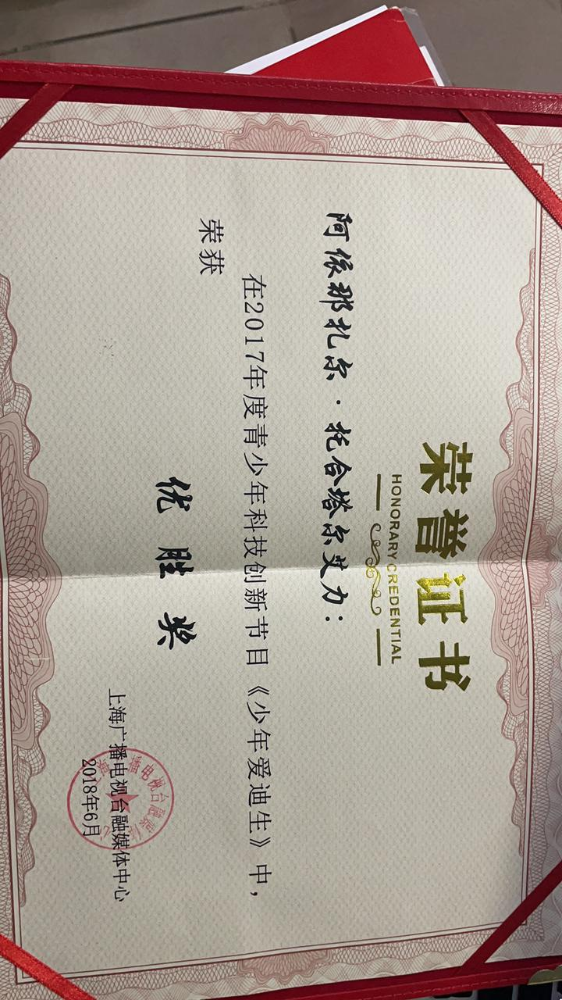 荣誉证书
HONORARY CREDENTIAL
阿依那扎尔·托合塔尔艾力：
在2017年度青少年科技创新节目《少年爱迪生》中，
荣获
优胜奖
上海广播电视台融媒体中心
2018年6月